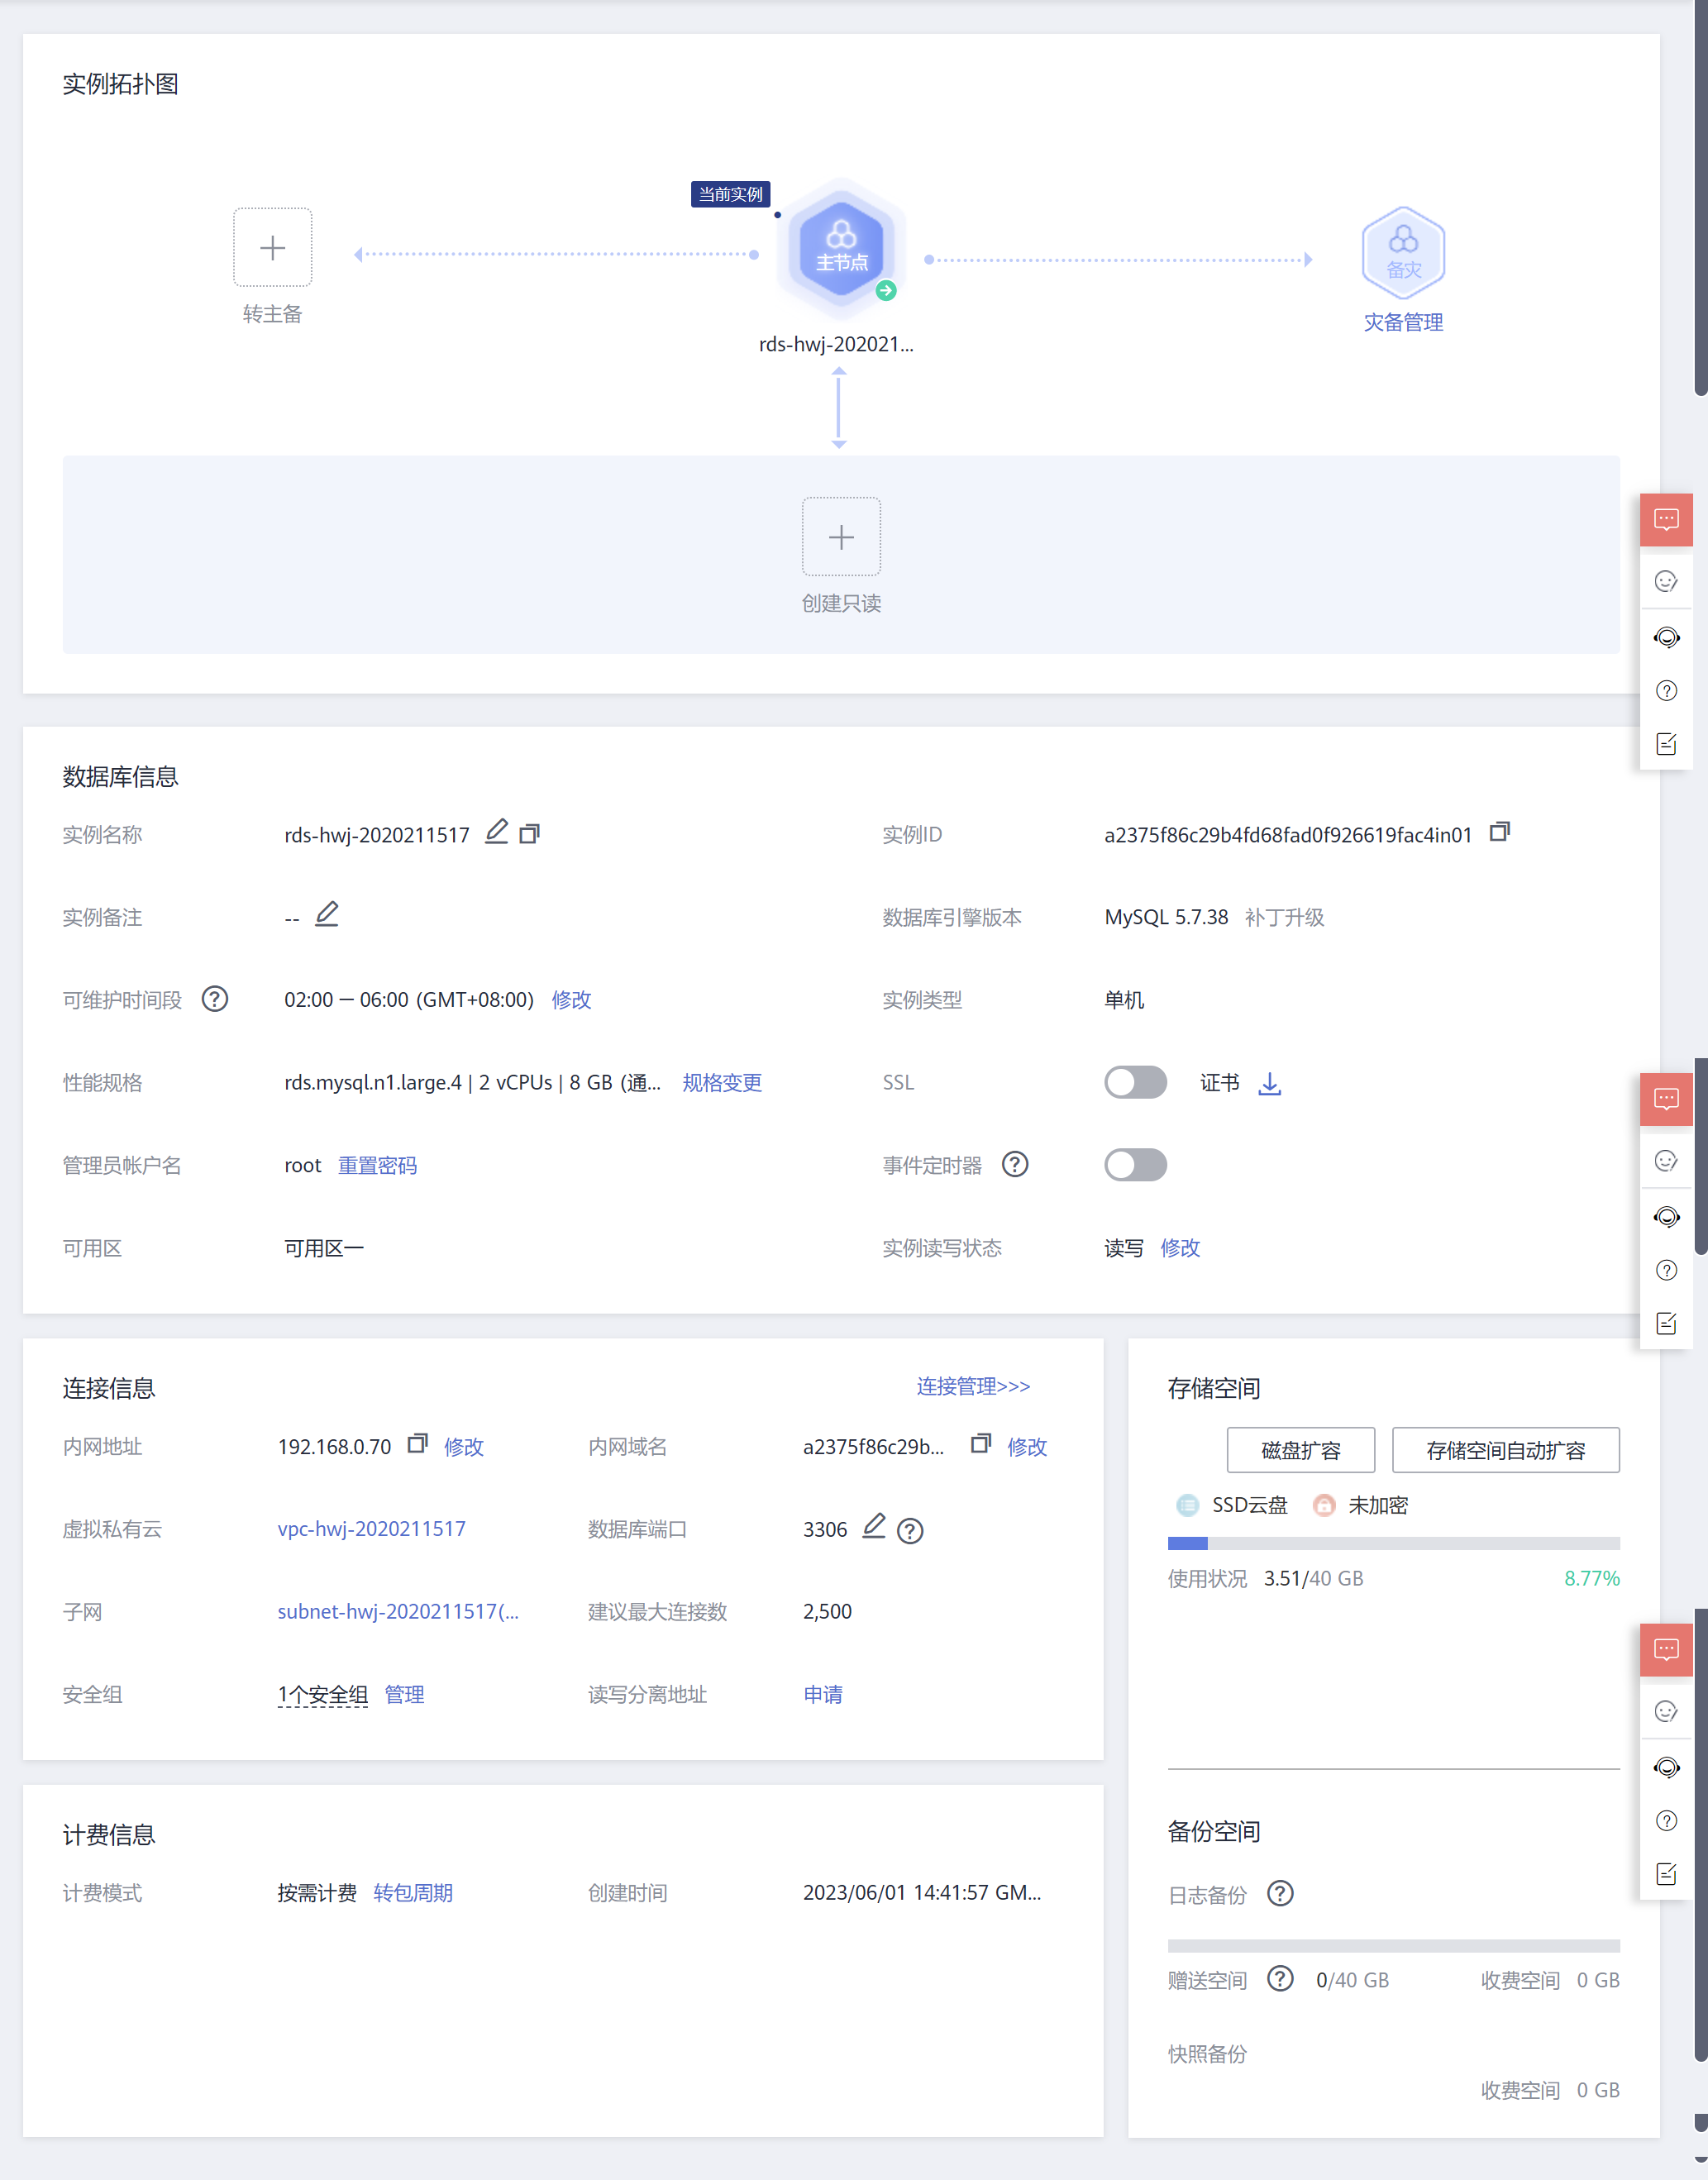 实例拓扑图
当前实例
主节点
备灾
转主备
灾备管理
rds-hwj-202021...
创建只读
数据库信息
实例名称 rds-hwj-2020211517 实例ID a2375f86c29b4fd68fad0f926619fac4in01
实例备注 -- 数据库引擎版本 MySQL 5.7.38 补丁升级
可维护时间段 02:00 — 06:00 (GMT+08:00) 修改 实例类型 单机
性能规格 rds.mysql.n1.large.4 | 2 vCPUs | 8 GB (通... 规格变更 SSL 证书
管理员帐户名 root 重置密码 事件定时器
可用区 可用区一 实例读写状态 读写 修改
连接信息 连接管理>>>
内网地址 192.168.0.70 修改 内网域名 a2375f86c29b... 修改
虚拟私有云 vpc-hwj-2020211517 数据库端口 3306
子网 subnet-hwj-2020211517(... 建议最大连接数 2,500
安全组 1个安全组 管理 读写分离地址 申请
计费信息
计费模式 按需计费 转包周期 创建时间 2023/06/01 14:41:57 GM...
存储空间
磁盘扩容 存储空间自动扩容
SSD云盘 未加密
使用状况 3.51/40 GB 8.77%
备份空间
日志备份
赠送空间 0/40 GB 收费空间 0 GB
快照备份
收费空间 0 GB